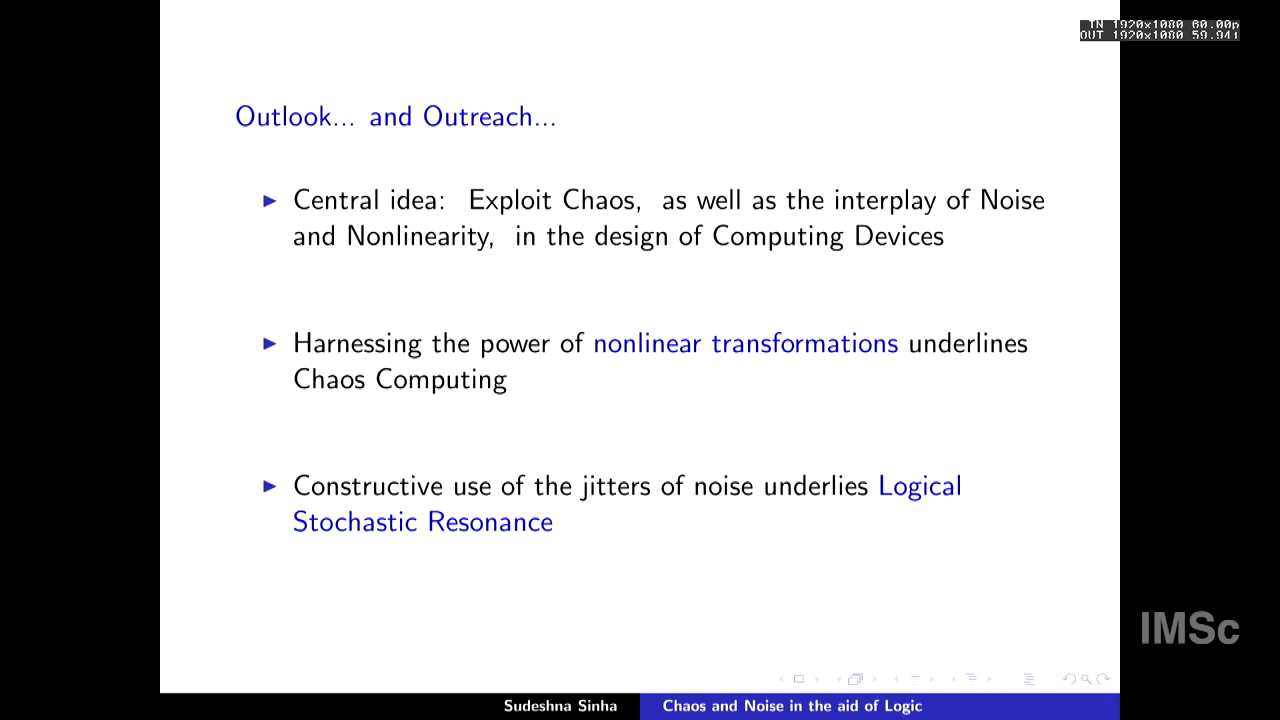 IN 1920x1080 60.00p
OUT 1920x1080 59.94i
Outlook... and Outreach...
Central idea: Exploit Chaos, as well as the interplay of Noise
and Nonlinearity, in the design of Computing Devices
Harnessing the power of nonlinear transformations underlines
Chaos Computing
Constructive use of the jitters of noise underlies Logical
Stochastic Resonance
IMSc
Sudeshna Sinha
Chaos and Noise in the aid of Logic